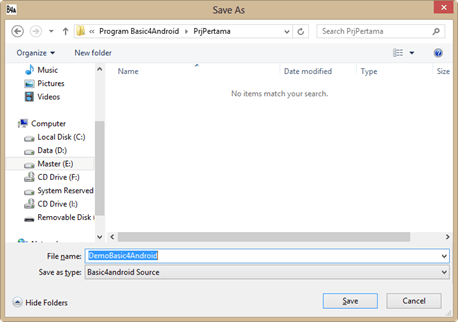 B4A
Save As
« Program Basic4Android ▸ PrjPertama
Search PrjPertama
Organize
New folder
Name
Date modified
Type
Size
No items match your search.
Music
Pictures
Videos
Computer
Local Disk (C:)
Data (D:)
Master (E:)
CD Drive (F:)
System Reserved
CD Drive (I:)
Removable Disk
File name:
DemoBasic4Android
Save as type:
Basic4android Source
Hide Folders
Save
Cancel